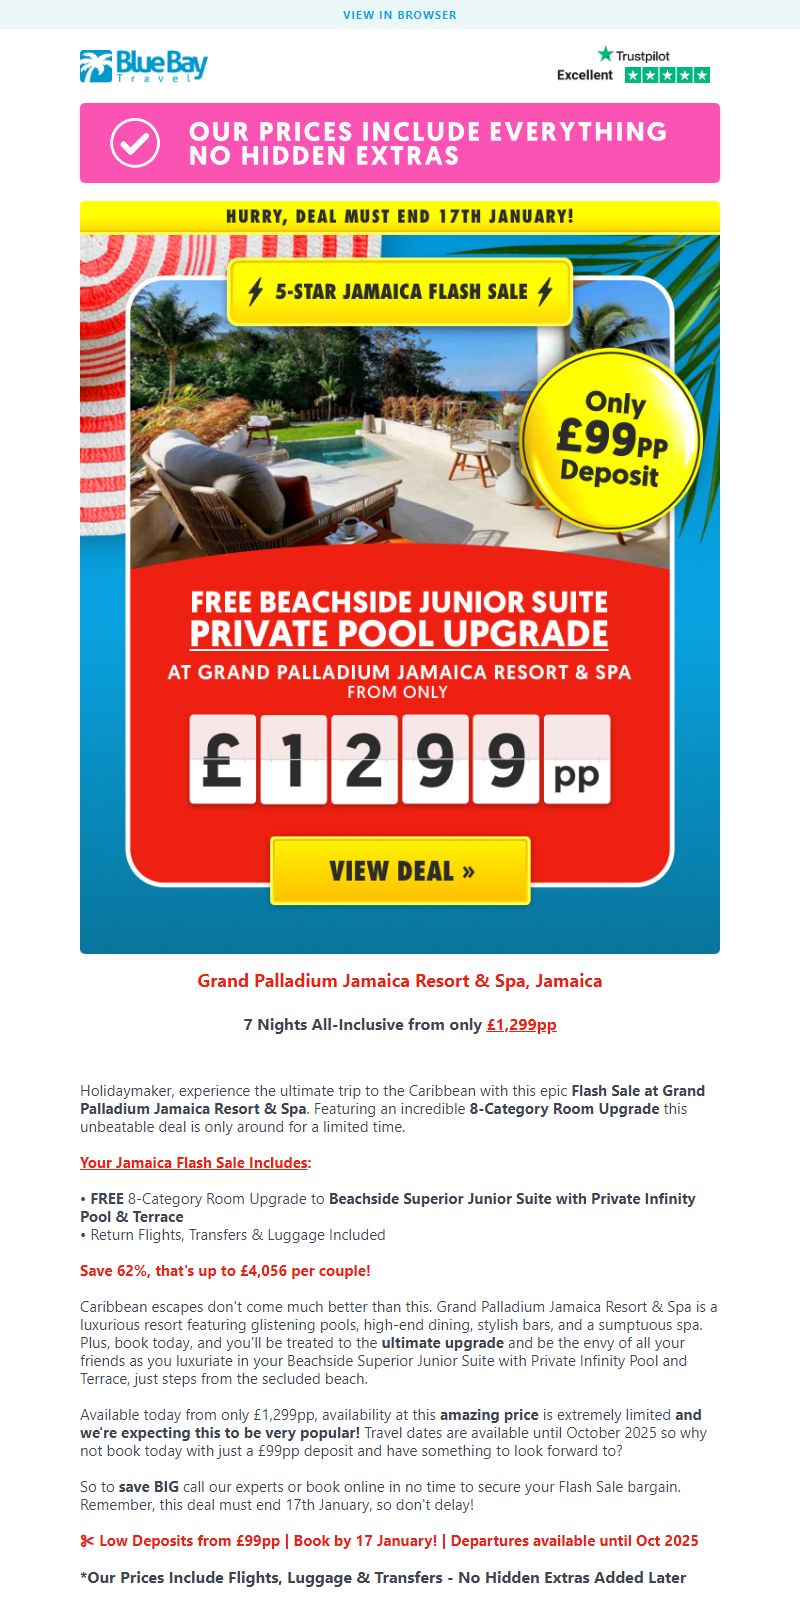 VIEW IN BROWSER
Blue Bay
Travel
Trustpilot
Excellent
OUR PRICES INCLUDE EVERYTHING
NO HIDDEN EXTRAS
HURRY, DEAL MUST END 17TH JANUARY!
5-STAR JAMAICA FLASH SALE
Only
£99PP
Deposit
FREE BEACHSIDE JUNIOR SUITE
PRIVATE POOL UPGRADE
AT GRAND PALLADIUM JAMAICA RESORT & SPA
FROM ONLY
£1299pp
VIEW DEAL »
Grand Palladium Jamaica Resort & Spa, Jamaica
7 Nights All-Inclusive from only £1,299pp
Holidaymaker, experience the ultimate trip to the Caribbean with this epic Flash Sale at Grand
Palladium Jamaica Resort & Spa. Featuring an incredible 8-Category Room Upgrade this
unbeatable deal is only around for a limited time.
Your Jamaica Flash Sale Includes:
• FREE 8-Category Room Upgrade to Beachside Superior Junior Suite with Private Infinity
Pool & Terrace
• Return Flights, Transfers & Luggage Included
Save 62%, that's up to £4,056 per couple!
Caribbean escapes don't come much better than this. Grand Palladium Jamaica Resort & Spa is a
luxurious resort featuring glistening pools, high-end dining, stylish bars, and a sumptuous spa.
Plus, book today, and you'll be treated to the ultimate upgrade and be the envy of all your
friends as you luxuriate in your Beachside Superior Junior Suite with Private Infinity Pool and
Terrace, just steps from the secluded beach.
Available today from only £1,299pp, availability at this amazing price is extremely limited and
we're expecting this to be very popular! Travel dates are available until October 2025 so why
not book today with just a £99pp deposit and have something to look forward to?
So to save BIG call our experts or book online in no time to secure your Flash Sale bargain.
Remember, this deal must end 17th January, so don't delay!
✂ Low Deposits from £99pp | Book by 17 January! | Departures available until Oct 2025
*Our Prices Include Flights, Luggage & Transfers - No Hidden Extras Added Later